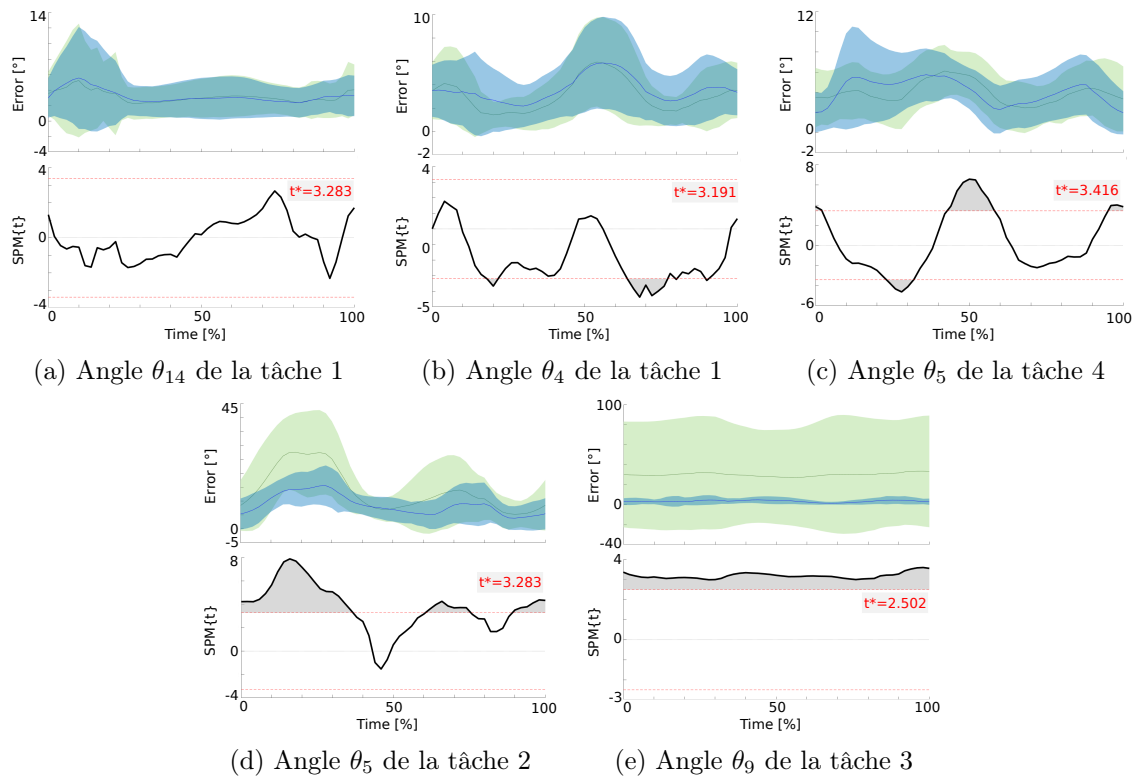 14
Error [°]
0
-4
4
t*=3.283
SPM{t}
0
-4
0
50
100
Time [%]
(a) Angle θ14 de la tâche 1
10
Error [°]
0
-2
4
t*=3.191
SPM{t}
0
-5
0
50
100
Time [%]
(b) Angle θ4 de la tâche 1
12
Error [°]
0
-2
8
t*=3.416
SPM{t}
0
-6
0
50
100
Time [%]
(c) Angle θ5 de la tâche 4
45
Error [°]
0
-5
8
t*=3.283
SPM{t}
0
-4
0
50
100
Time [%]
(d) Angle θ5 de la tâche 2
100
Error [°]
0
-40
4
t*=2.502
SPM{t}
0
-3
0
50
100
Time [%]
(e) Angle θ9 de la tâche 3